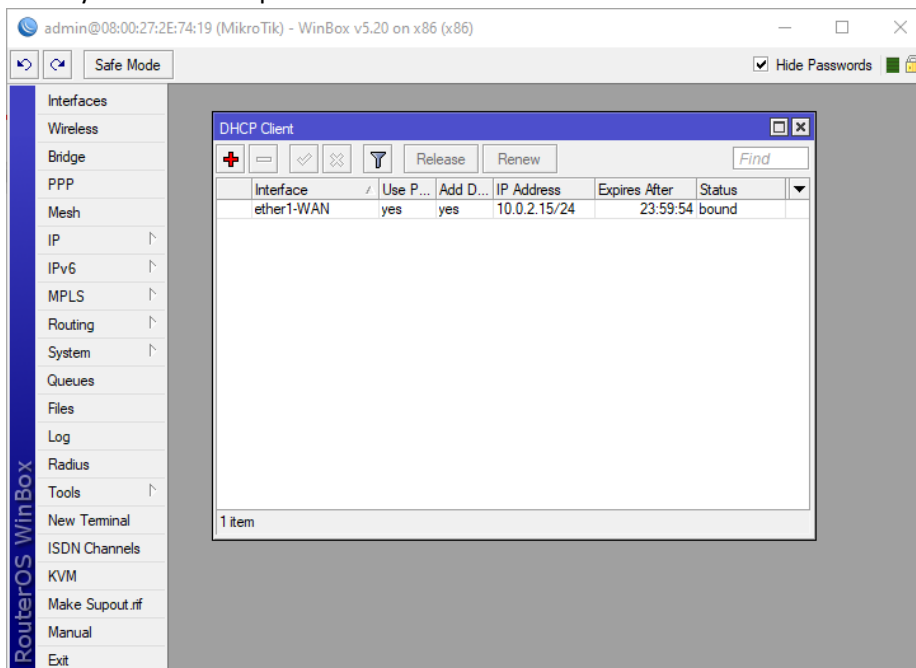 admin@08:00:27:2E:74:19 (MikroTik) - WinBox v5.20 on x86 (x86)
Safe Mode
Hide Passwords
Interfaces
Wireless
Bridge
PPP
Mesh
IP
IPv6
MPLS
Routing
System
Queues
Files
Log
Radius
Tools
New Terminal
ISDN Channels
KVM
Make Supout.rif
Manual
Exit
RouterOS WinBox
DHCP Client
Release Renew Find
Interface Use P... Add D... IP Address Expires After Status
ether1-WAN yes yes 10.0.2.15/24 23:59:54 bound
1 item